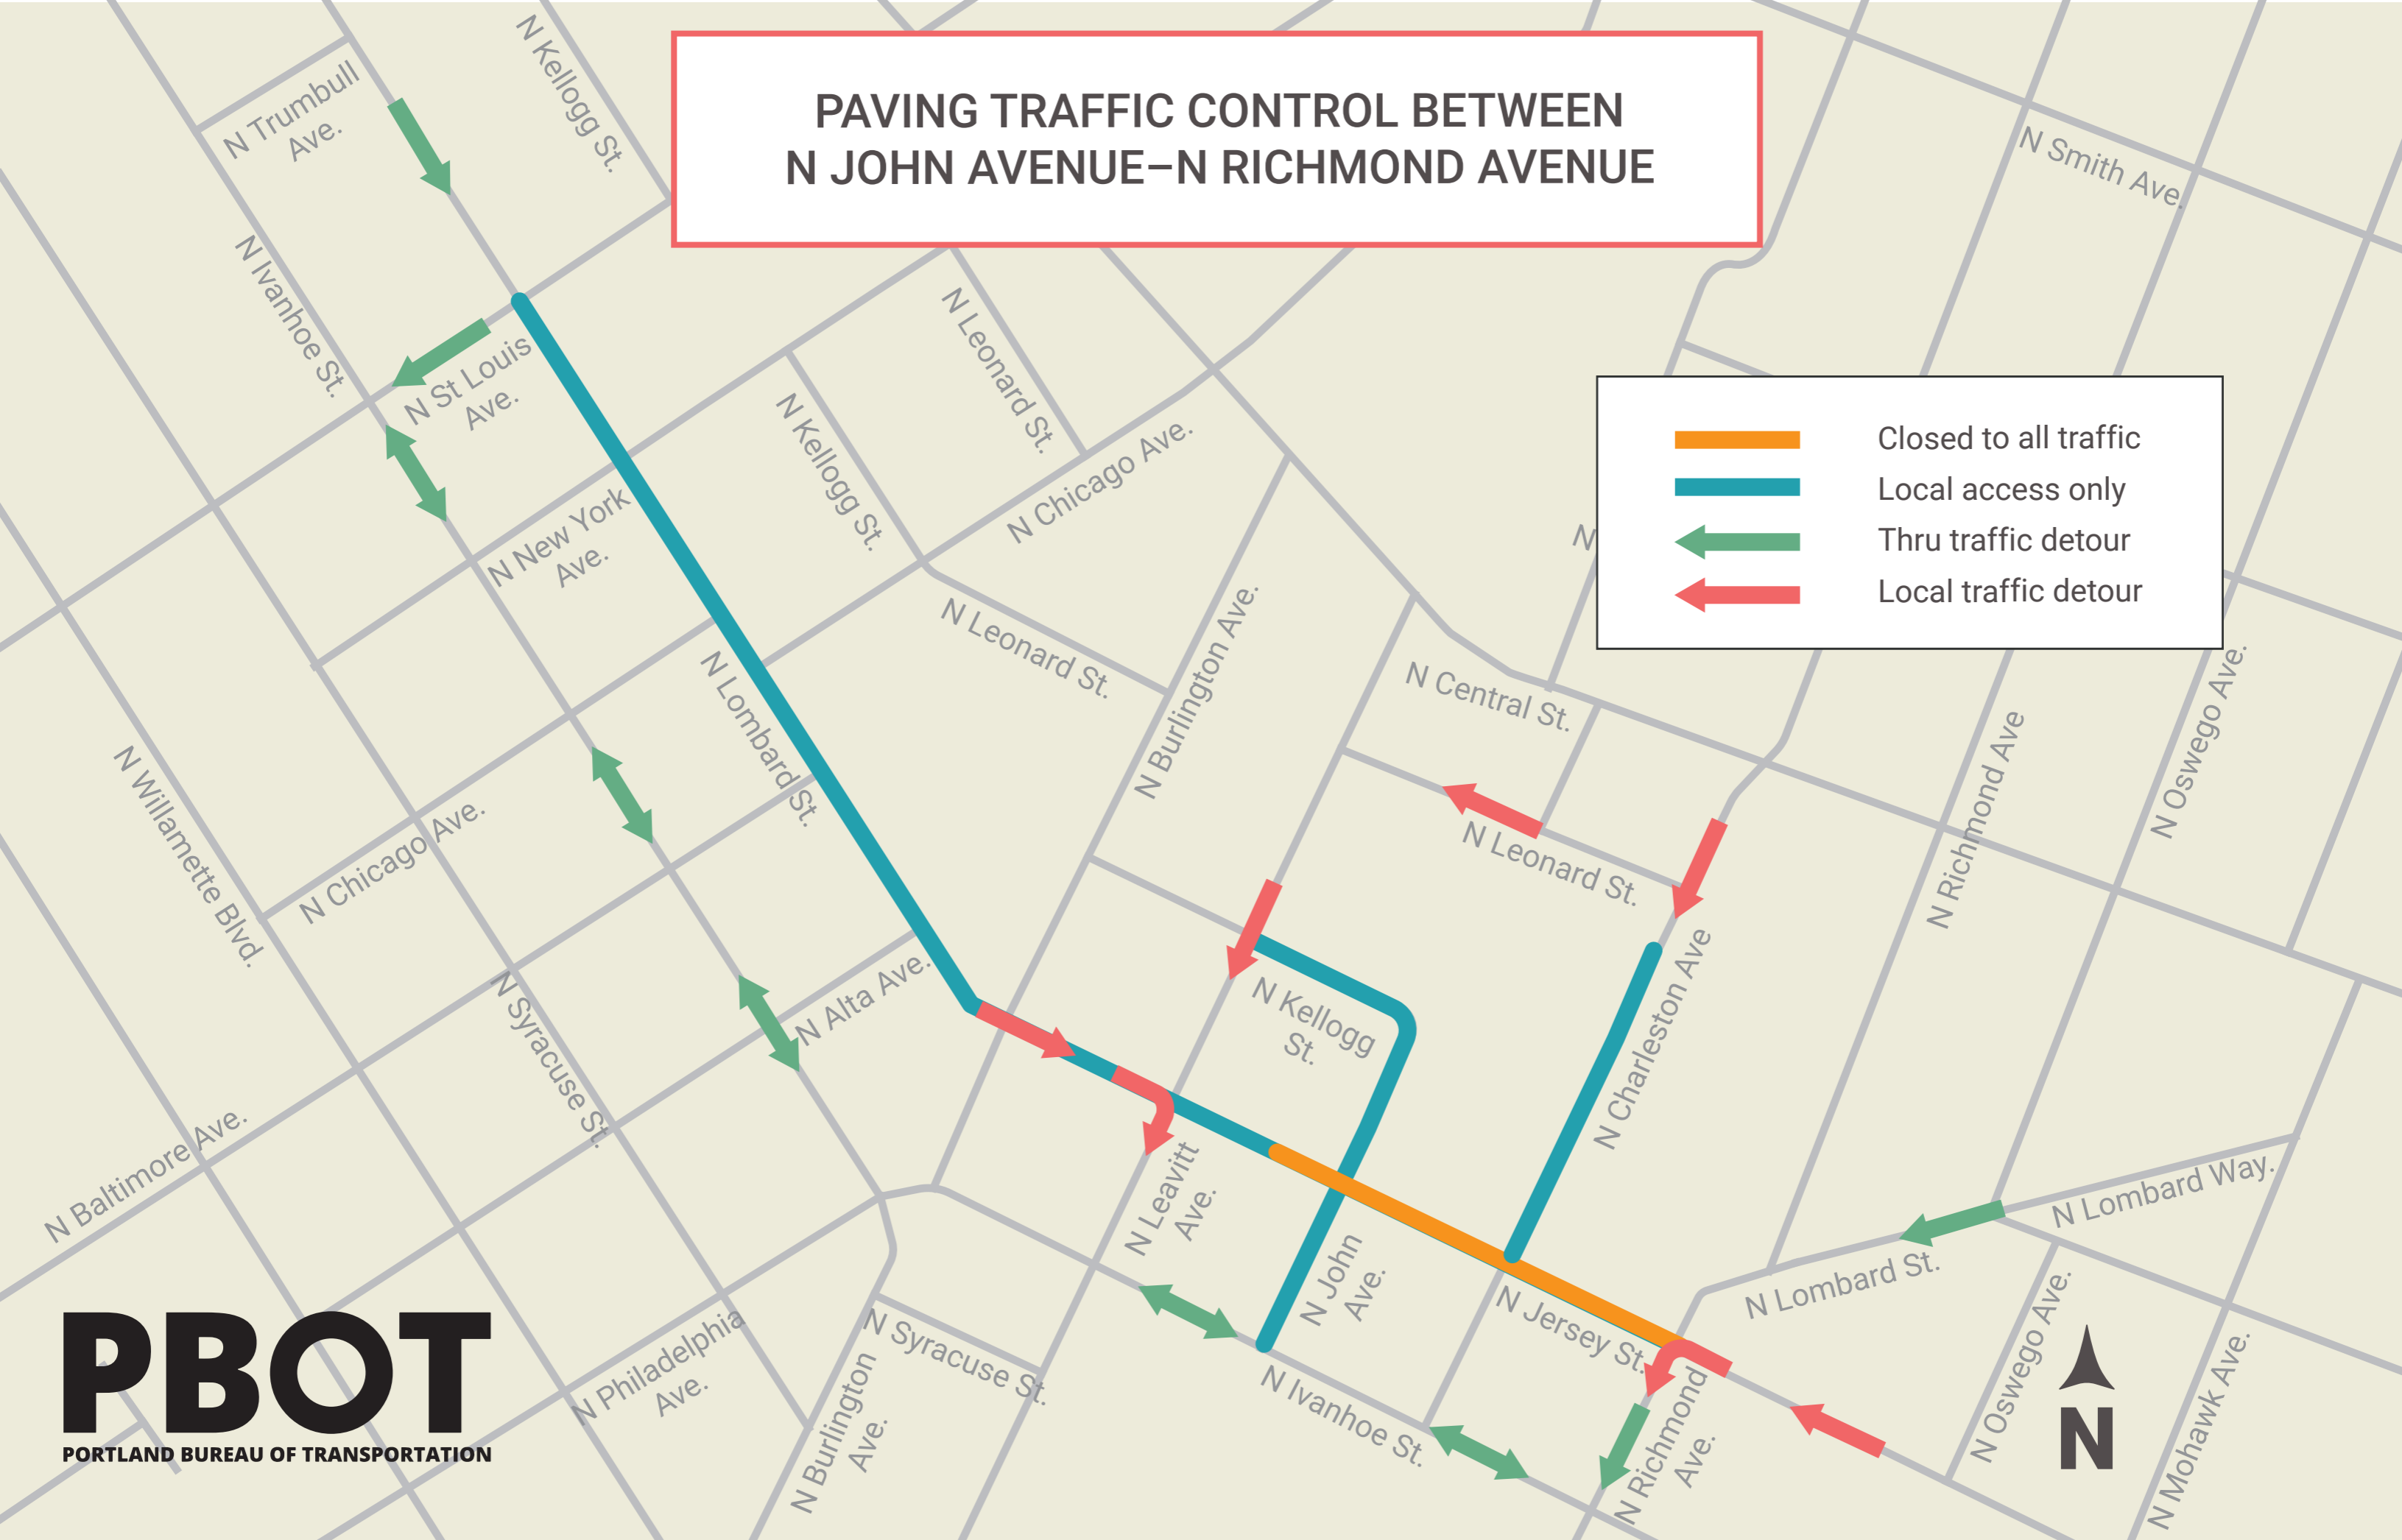 PAVING TRAFFIC CONTROL BETWEEN
N JOHN AVENUE–N RICHMOND AVENUE
N Trumbull
Ave.
N Kellogg St.
N Smith Ave.
N Ivanhoe St.
N St Louis
Ave.
N Leonard St.
N Kellogg St.
N Chicago Ave.
N New York
Ave.
Closed to all traffic
Local access only
Thru traffic detour
Local traffic detour
N
N Leonard St.
N Burlington Ave.
N Central St.
N Lombard St.
N Oswego Ave.
N Richmond Ave
N Willamette Blvd.
N Chicago Ave.
N Leonard St.
N Alta Ave.
N Syracuse St.
N Kellogg
St.
N Charleston Ave
N Baltimore Ave.
N Leavitt
Ave.
N John
Ave.
N Lombard Way.
N Lombard St.
N Jersey St.
N Philadelphia
Ave.
N Syracuse St.
N Burlington
Ave.
N Ivanhoe St.
N Richmond
Ave.
N Oswego Ave.
N Mohawk Ave.
N
PBOT
PORTLAND BUREAU OF TRANSPORTATION